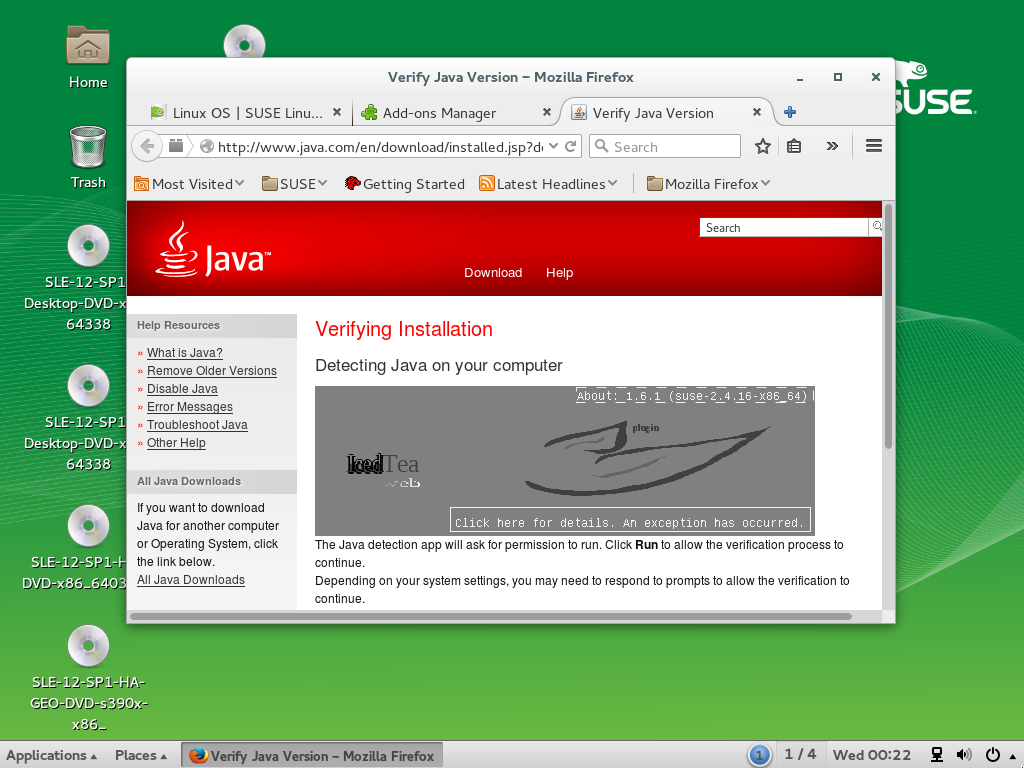 Home
Trash
SLE-12-SP1
Desktop-DVD-x
64338
SLE-12-SP1
Desktop-DVD-x
64338
SLE-12-SP1-H
DVD-x86_6403
SLE-12-SP1-HA-
GEO-DVD-s390x-
x86_
SUSE
Verify Java Version – Mozilla Firefox
Linux OS | SUSE Linu...
Add-ons Manager
Verify Java Version
http://www.java.com/en/download/installed.jsp?de
Search
Most Visited
SUSE
Getting Started
Latest Headlines
Mozilla Firefox
Java™
Search
Download
Help
Help Resources
» What is Java?
» Remove Older Versions
» Disable Java
» Error Messages
» Troubleshoot Java
» Other Help
All Java Downloads
If you want to download
Java for another computer
or Operating System, click
the link below.
All Java Downloads
Verifying Installation
Detecting Java on your computer
About: 1.6.1 (suse-2.4.16-x86_64)
plugin
IcedTea
web
Click here for details. An exception has occurred.
The Java detection app will ask for permission to run. Click Run to allow the verification process to
continue.
Depending on your system settings, you may need to respond to prompts to allow the verification to
continue.
Applications
Places
Verify Java Version – Mozilla Firefox
1
1 / 4
Wed 00:22